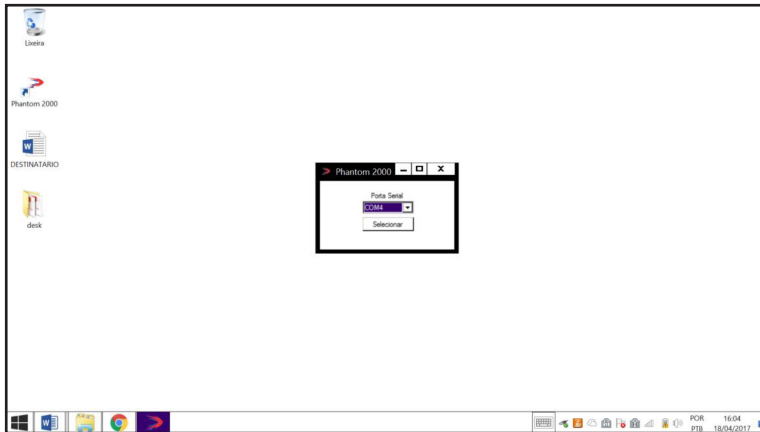 Lixeira
Phantom 2000
DESTINATARIO
desk
Phantom 2000
Porta Serial
COM4
Selecionar
POR
PTB
16:04
18/04/2017